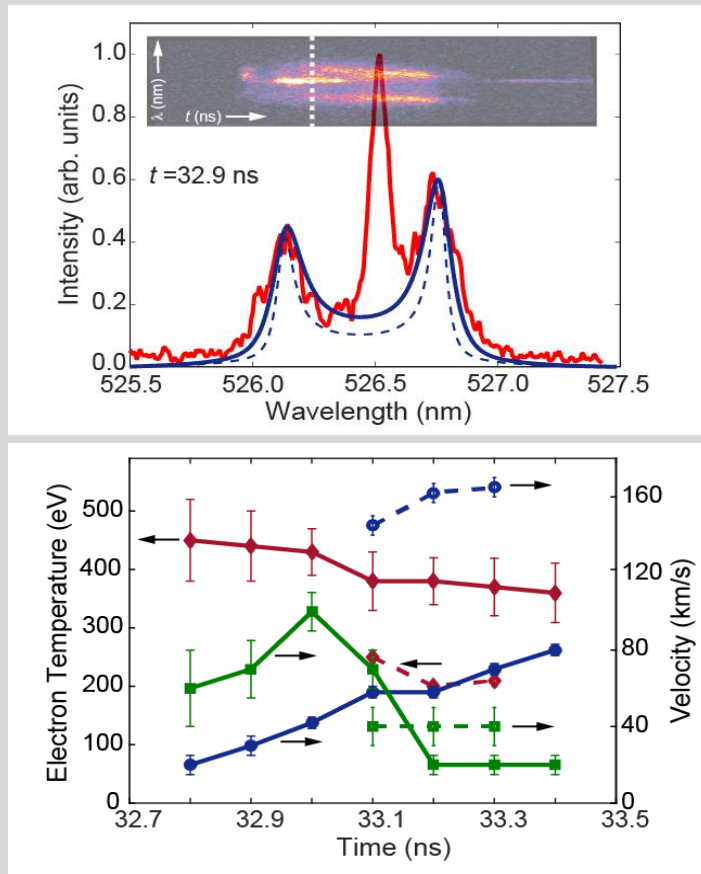 Intensity (arb. units)
1.0
0.8
0.6
0.4
0.2
0.0
λ (nm)
t (ns)
t =32.9 ns
525.5 526.0 526.5 527.0 527.5
Wavelength (nm)
Electron Temperature (eV)
500
400
300
200
100
0
160
120
80
40
0
Velocity (km/s)
32.7 32.9 33.1 33.3 33.5
Time (ns)